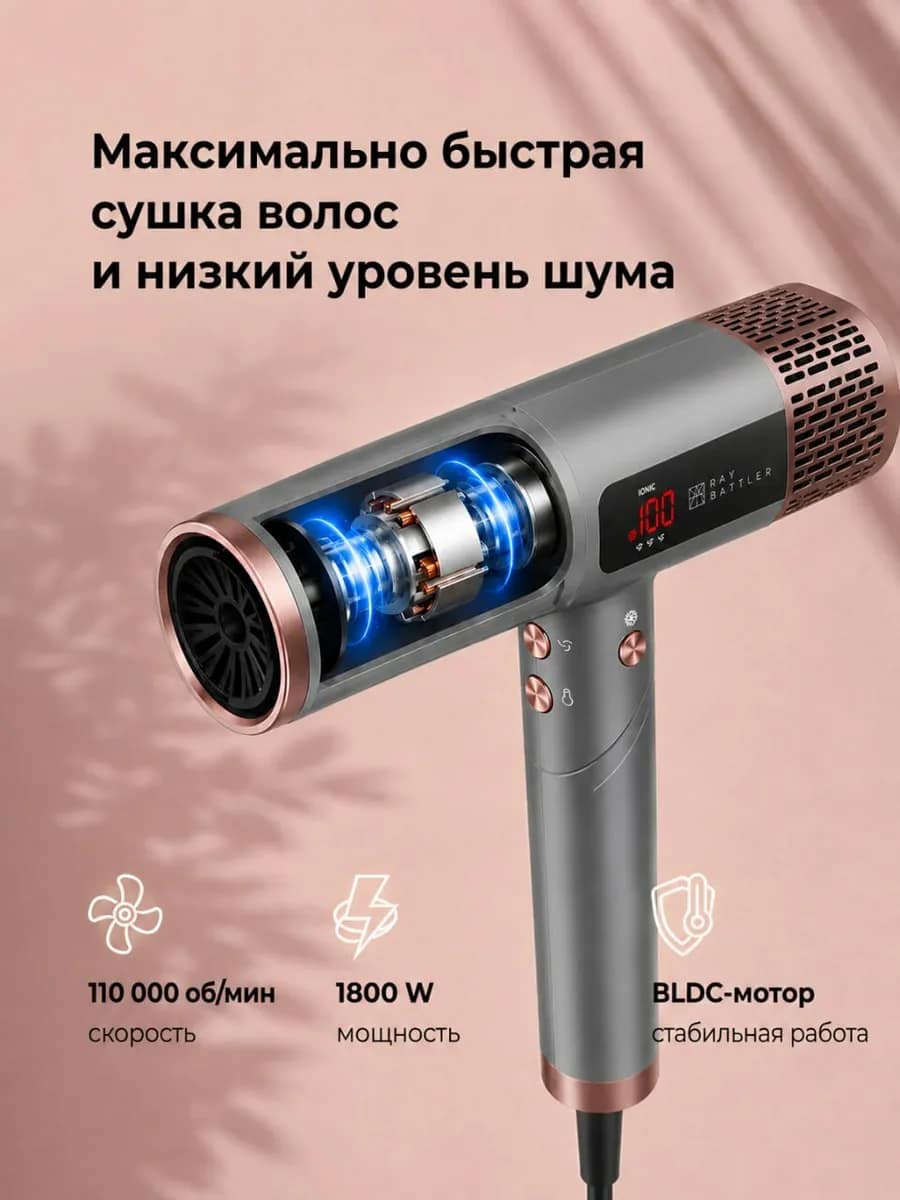 Максимально быстрая
сушка волос
и низкий уровень шума
IONIC
100
RAY
BATTLER
110 000 об/мин
скорость
1800 W
мощность
BLDC-мотор
стабильная работа